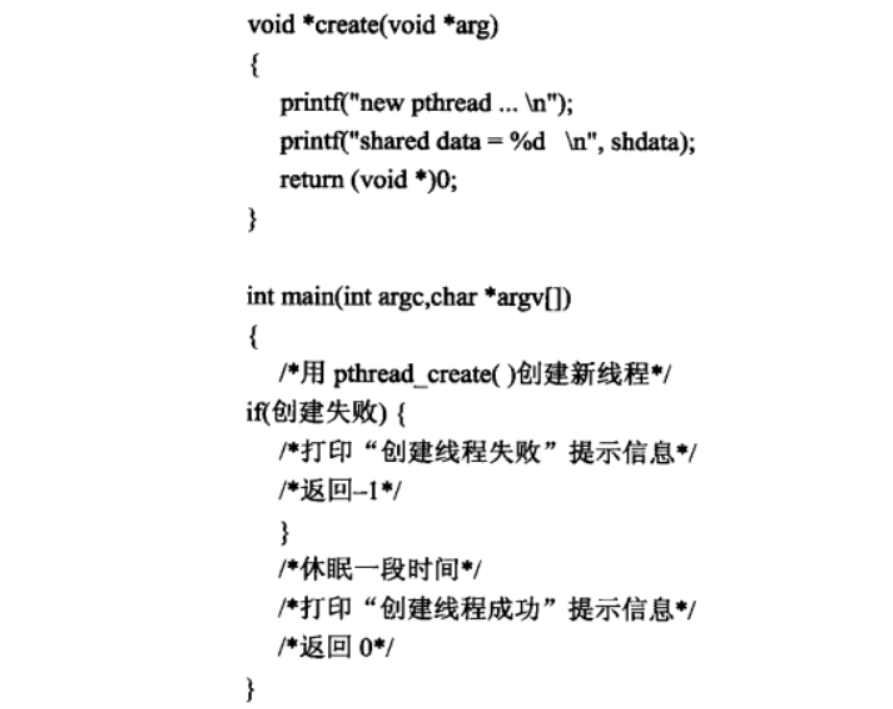 void *create(void *arg)
{
printf("new pthread ... \n");
printf("shared data = %d   \n", shdata);
return (void *)0;
}
int main(int argc,char *argv[])
{
/*用 pthread_create( )创建新线程*/
if(创建失败) {
/*打印“创建线程失败”提示信息*/
/*返回–1*/
}
/*休眠一段时间*/
/*打印“创建线程成功”提示信息*/
/*返回 0*/
}